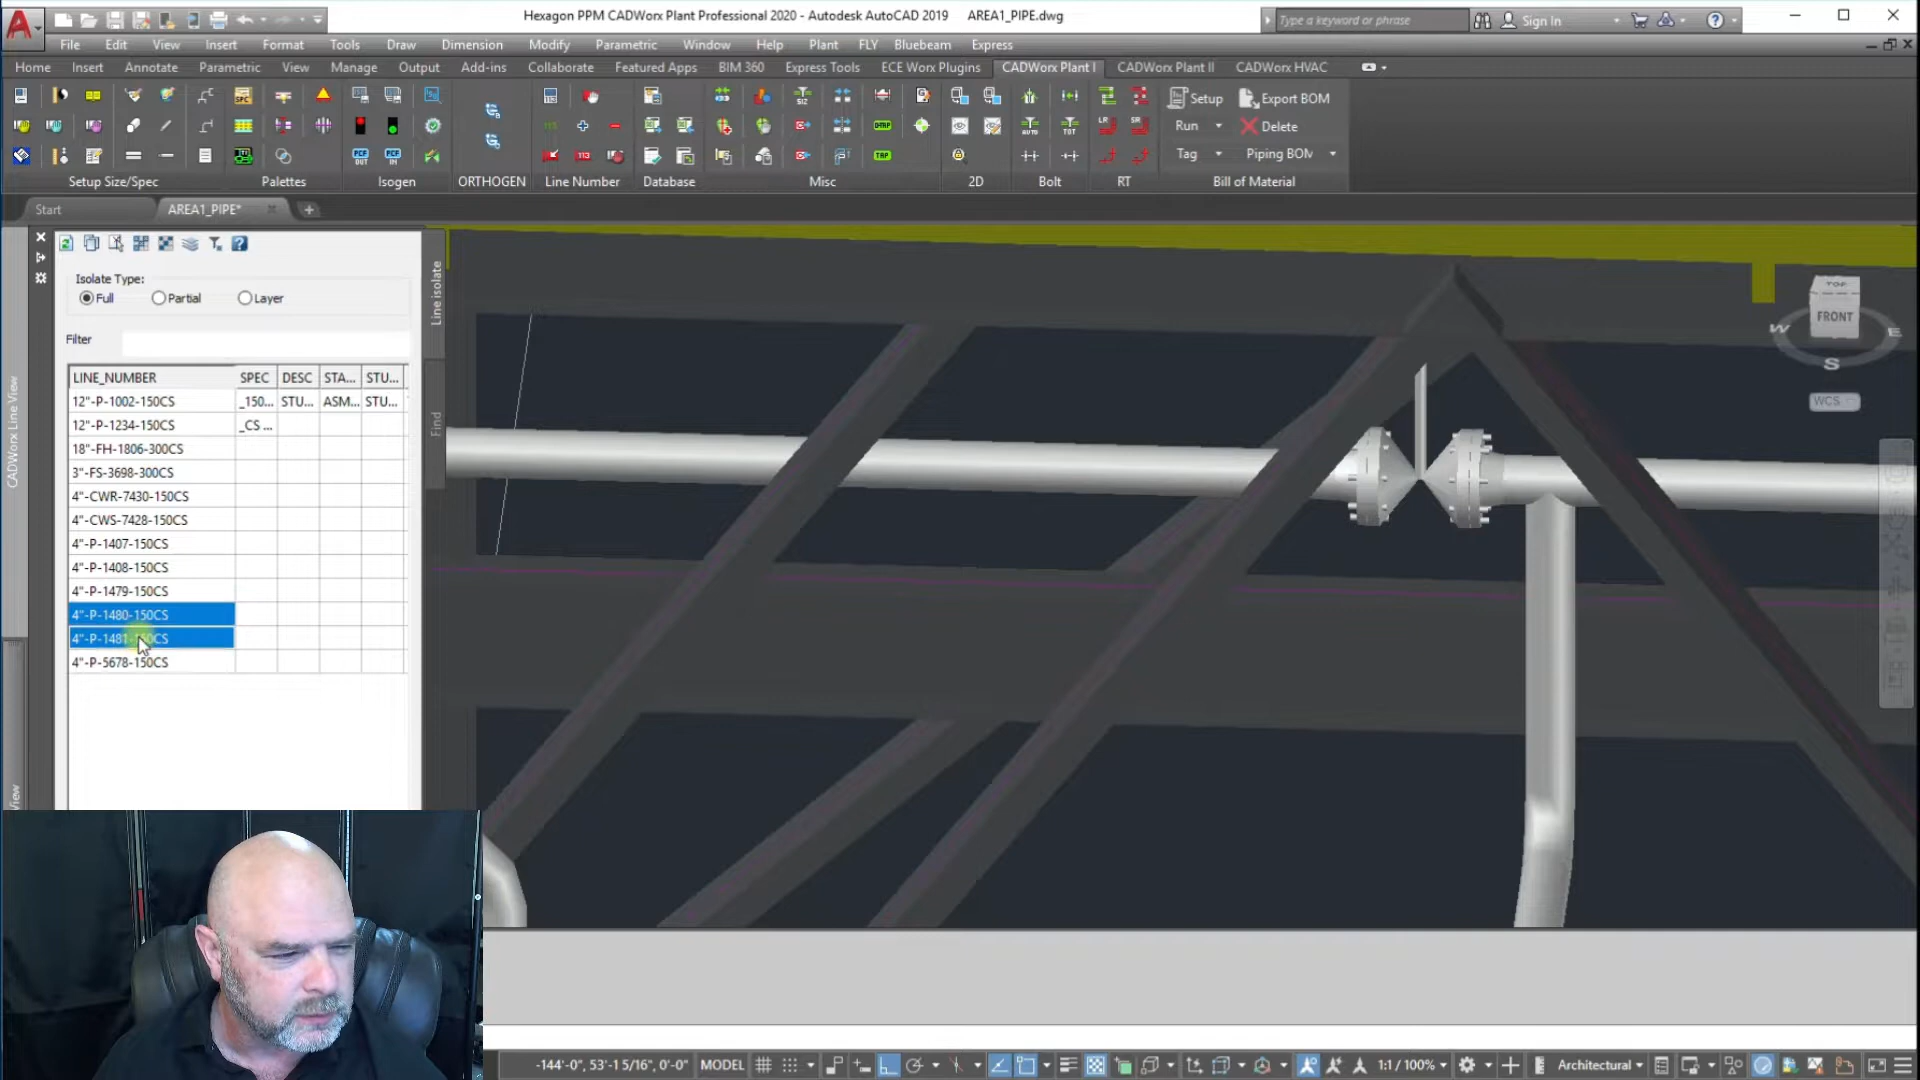 Hexagon PPM CADWorx Plant Professional 2020 - Autodesk AutoCAD 2019 AREA1_PIPE.dwg
Type a keyword or phrase
Sign In
File Edit View Insert Format Tools Draw Dimension Modify Parametric Window Help Plant FLY Bluebeam Express
Home Insert Annotate Parametric View Manage Output Add-ins Collaborate Featured Apps BIM 360 Express Tools ECE Worx Plugins CADWorx Plant I CADWorx Plant II CADWorx HVAC
Setup Export BOM
Run Delete
Tag Piping BOM
Setup Size/Spec Palettes Isogen ORTHOGEN Line Number Database Misc 2D Bolt RT Bill of Material
Start AREA1_PIPE*
Isolate Type:
Full Partial Layer
Filter
LINE_NUMBER SPEC DESC STA... STU...
12"-P-1002-150CS _150... STU... ASM... STU...
12"-P-1234-150CS _CS ...
18"-FH-1806-300CS
3"-FS-3698-300CS
4"-CWR-7430-150CS
4"-CWS-7428-150CS
4"-P-1407-150CS
4"-P-1408-150CS
4"-P-1479-150CS
4"-P-1480-150CS
4"-P-1481-150CS
4"-P-5678-150CS
Line isolate
Find
CADWorx Line View
TOP
FRONT
W E
S
WCS
-144'-0", 53'-1 5/16", 0'-0" MODEL 1:1 / 100% Architectural